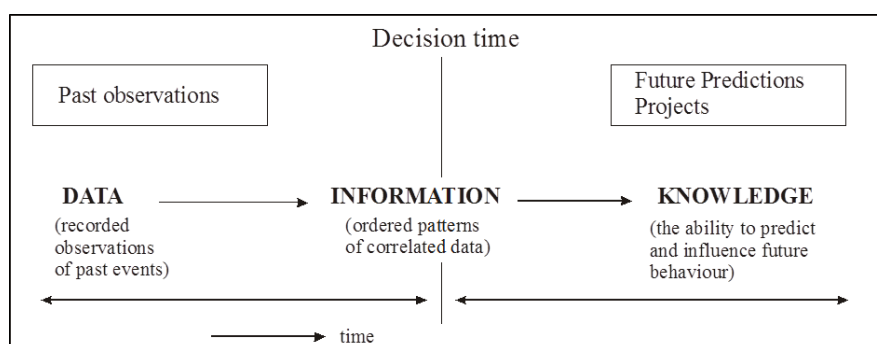 Decision time
Past observations
Future Predictions
Projects
DATA
(recorded
observations
of past events)
INFORMATION
(ordered patterns
of correlated data)
KNOWLEDGE
(the ability to predict
and influence future
behaviour)
time